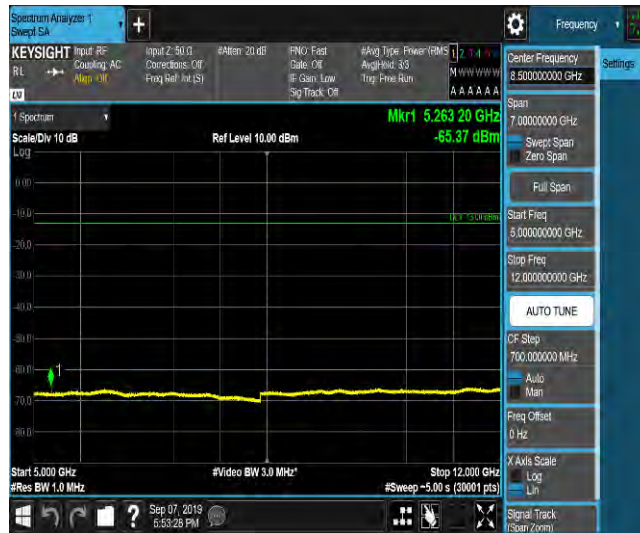 Spectrum Analyzer 1
Swept SA
+
Frequency
KEYSIGHT
Input: RF
Coupling: AC
Align: Off
Input Z: 50 Ω
Corrections: Off
Freq Ref: Int (S)
#Atten: 20 dB
PNO: Fast
Gate: Off
IF Gain: Low
Sig Track: Off
#Avg Type: Power (RMS
Avg|Hold: 3/3
Trig: Free Run
RL
M W W W W W
A A A A A A
1 Spectrum
Scale/Div 10 dB
Log
Ref Level 10.00 dBm
Mkr1 5.263 20 GHz
-65.37 dBm
0.00
-10.0
-20.0
-30.0
-40.0
-50.0
-60.0
-70.0
-80.0
1
Start 5.000 GHz
#Res BW 1.0 MHz
#Video BW 3.0 MHz*
Stop 12.000 GHz
#Sweep ~5.00 s (30001 pts)
Sep 07, 2019
5:53:28 PM
?
Center Frequency
8.500000000 GHz
Settings
Span
7.00000000 GHz
Swept Span
Zero Span
Full Span
Start Freq
5.000000000 GHz
Stop Freq
12.000000000 GHz
AUTO TUNE
CF Step
700.000000 MHz
Auto
Man
Freq Offset
0 Hz
X Axis Scale
Log
Lin
Signal Track
(Span Zoom)